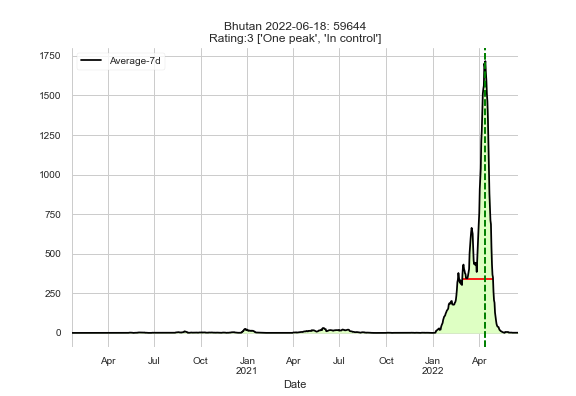 Bhutan 2022-06-18: 59644
Rating:3 ['One peak', 'In control']
Average-7d
1750
1500
1250
1000
750
500
250
0
Apr Jul Oct Jan Apr Jul Oct Jan Apr
2021 2022
Date